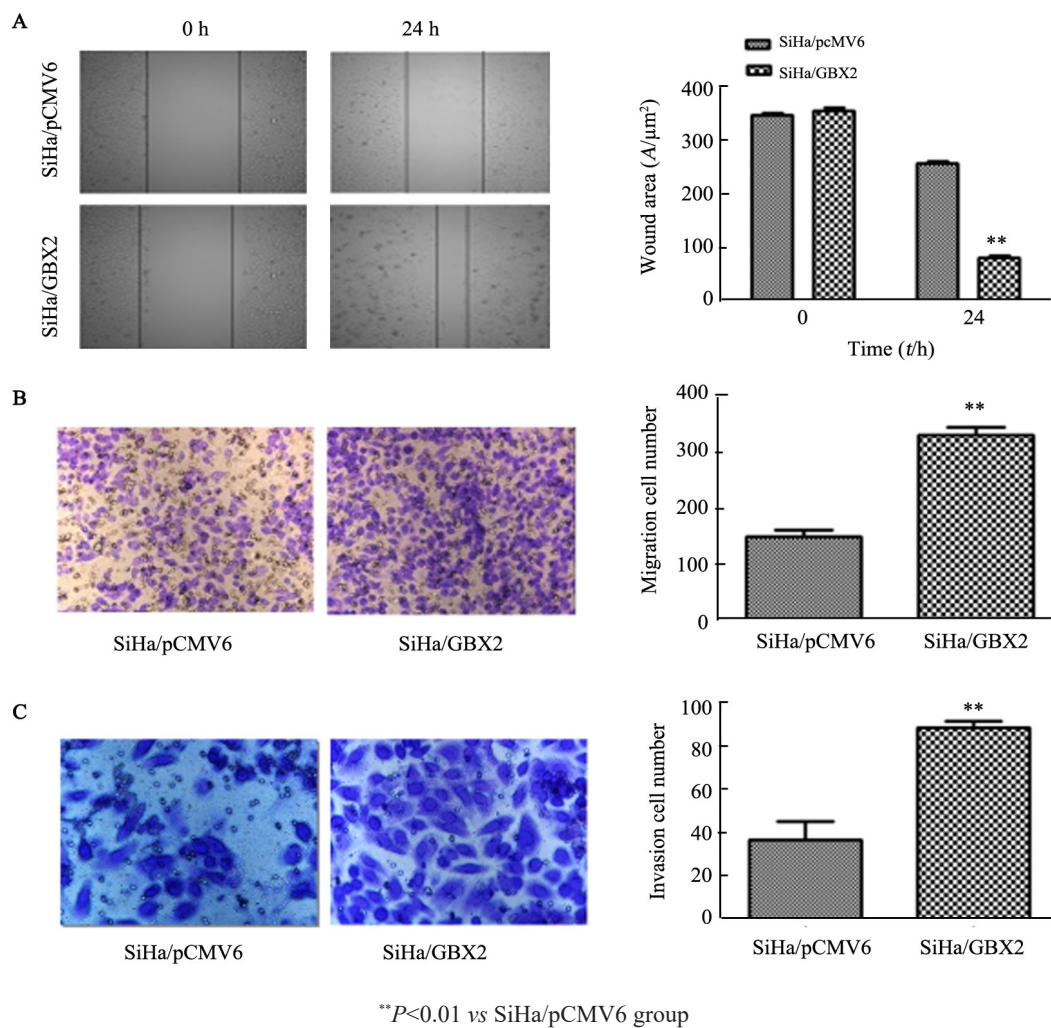 A
0 h
24 h
SiHa/pCMV6
SiHa/GBX2
SiHa/pcMV6
SiHa/GBX2
Wound area (A/μm²)
400
300
200
100
0
**
0
24
Time (t/h)
B
SiHa/pCMV6
SiHa/GBX2
Migration cell number
400
300
200
100
0
**
SiHa/pCMV6
SiHa/GBX2
C
SiHa/pCMV6
SiHa/GBX2
Invasion cell number
100
80
60
40
20
0
**
SiHa/pCMV6
SiHa/GBX2
**P<0.01 vs SiHa/pCMV6 group